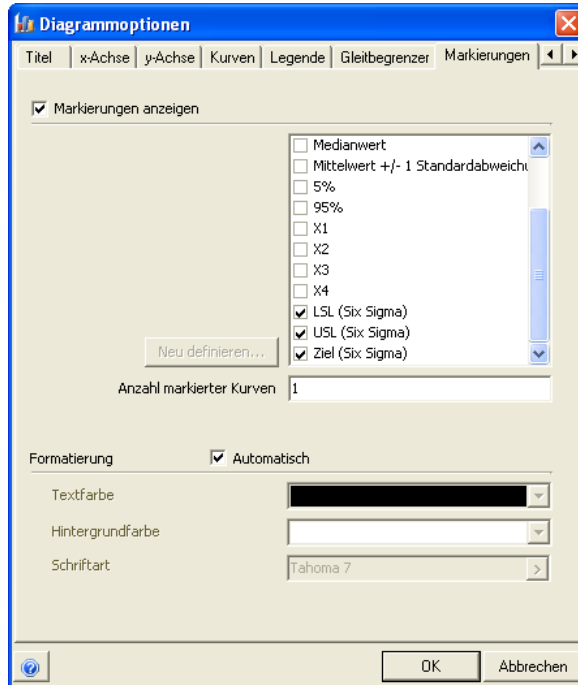 Diagrammoptionen
Titel x-Achse y-Achse Kurven Legende Gleitbegrenzer Markierungen
Markierungen anzeigen
Medianwert
Mittelwert +/- 1 Standardabweichu
5%
95%
X1
X2
X3
X4
LSL (Six Sigma)
USL (Six Sigma)
Neu definieren... Ziel (Six Sigma)
Anzahl markierter Kurven 1
Formatierung Automatisch
Textfarbe
Hintergrundfarbe
Schriftart Tahoma 7
OK Abbrechen